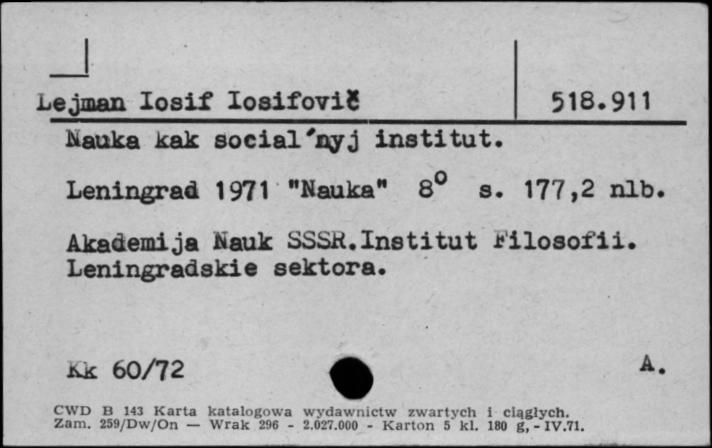 Lejman Iosif Iosifovič 518.911
Nauka kak social'nyj institut.
Leningrad 1971 "Nauka" 8° s. 177,2 nlb.
Akademija Nauk SSSR.Institut Filosofii.
Leningradskie sektora.
Kk 60/72 A.
CWD B 143 Karta katalogowa wydawnictw zwartych i ciągłych.
Zam. 259/Dw/On — Wrak 296 - 2.027.000 - Karton 5 kl. 180 g, - IV.71.